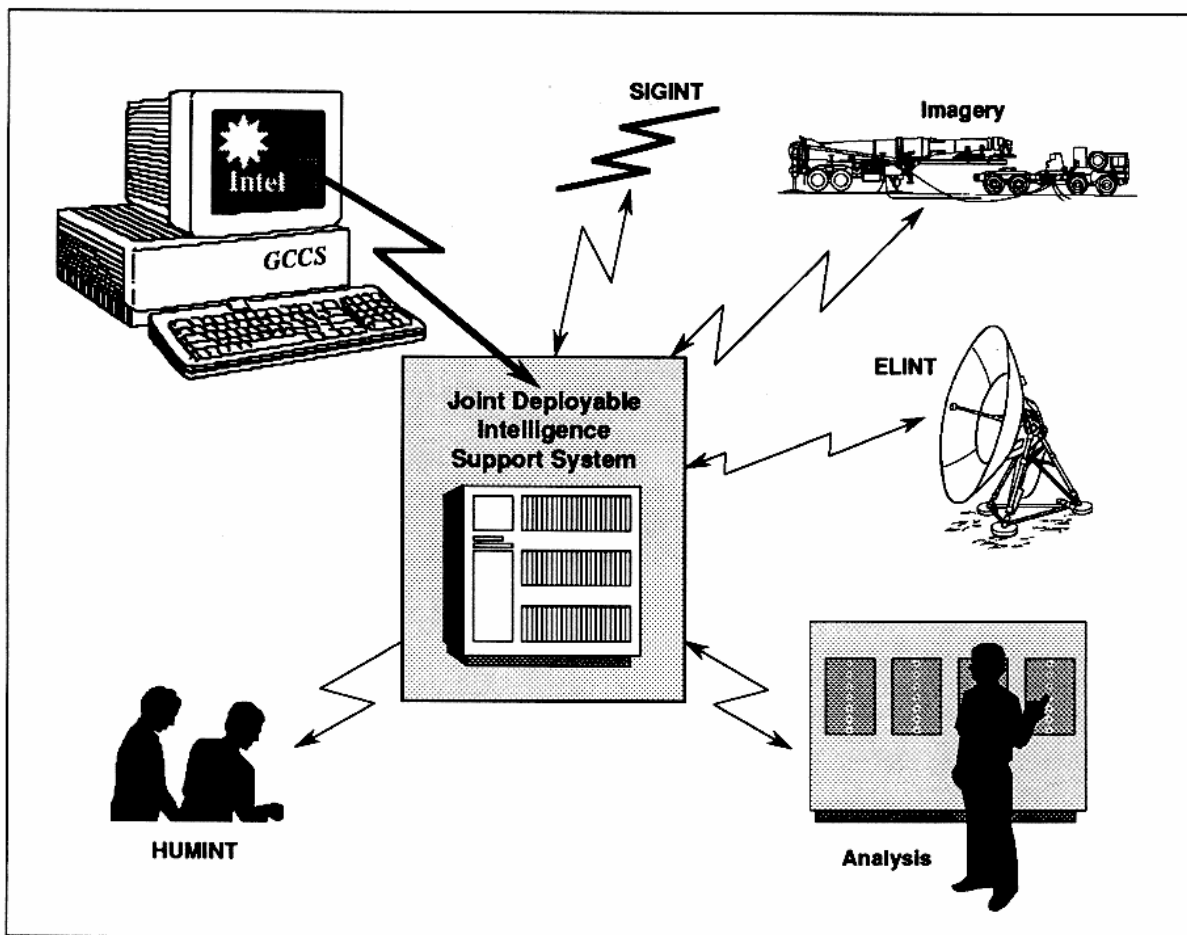 SIGINT
Imagery
Intel
GCCS
ELINT
Joint Deployable
Intelligence
Support System
HUMINT
Analysis